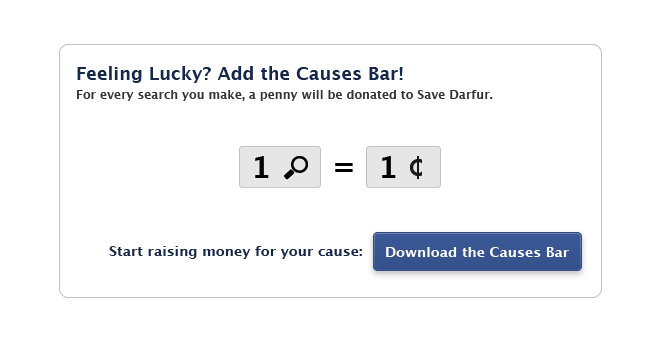 Feeling Lucky? Add the Causes Bar!
For every search you make, a penny will be donated to Save Darfur.
1 = 1 ¢
Start raising money for your cause: Download the Causes Bar